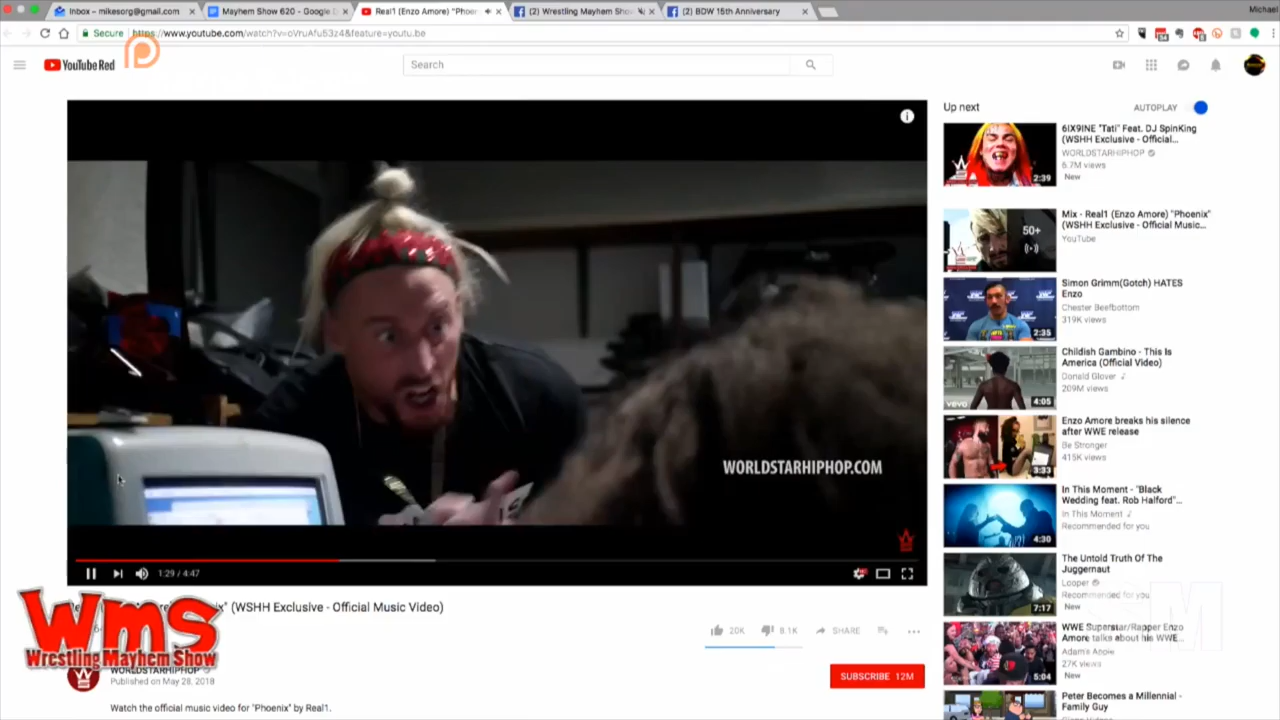 Inbox - mikesorg@gmail.com
Mayhem Show 620 - Google D
Real1 (Enzo Amore) "Phoen
(2) Wrestling Mayhem Sho
(2) BDW 15th Anniversary
Michael
Secure
https://www.youtube.com/watch?v=oVruAfu53z4&feature=youtu.be
YouTube Red
Search
Up next
AUTOPLAY
6IX9INE "Tati" Feat. DJ SpinKing
(WSHH Exclusive - Official...
WORLDSTARHIPHOP
6.7M views
New
2:39
Mix - Real1 (Enzo Amore) "Phoenix"
(WSHH Exclusive - Official Music...
YouTube
50+
Simon Grimm(Gotch) HATES
Enzo
Chester Beefbottom
319K views
2:35
Childish Gambino - This Is
America (Official Video)
Donald Glover
209M views
vevo
4:05
Enzo Amore breaks his silence
after WWE release
Be Stronger
415K views
3:33
In This Moment - "Black
Wedding feat. Rob Halford"...
In This Moment
Recommended for you
4:30
The Untold Truth Of The
Juggernaut
Looper
Recommended for you
New
7:17
WWE Superstar/Rapper Enzo
Amore talks about his WWE...
Adam's Apple
27K views
New
5:04
Peter Becomes a Millennial -
Family Guy
WORLDSTARHIPHOP.COM
1:29 / 4:47
(WSHH Exclusive - Official Music Video)
20K
8.1K
SHARE
WMS
Wrestling Mayhem Show
WORLDSTARHIPHOP
Published on May 28, 2018
SUBSCRIBE 12M
Watch the official music video for "Phoenix" by Real1.